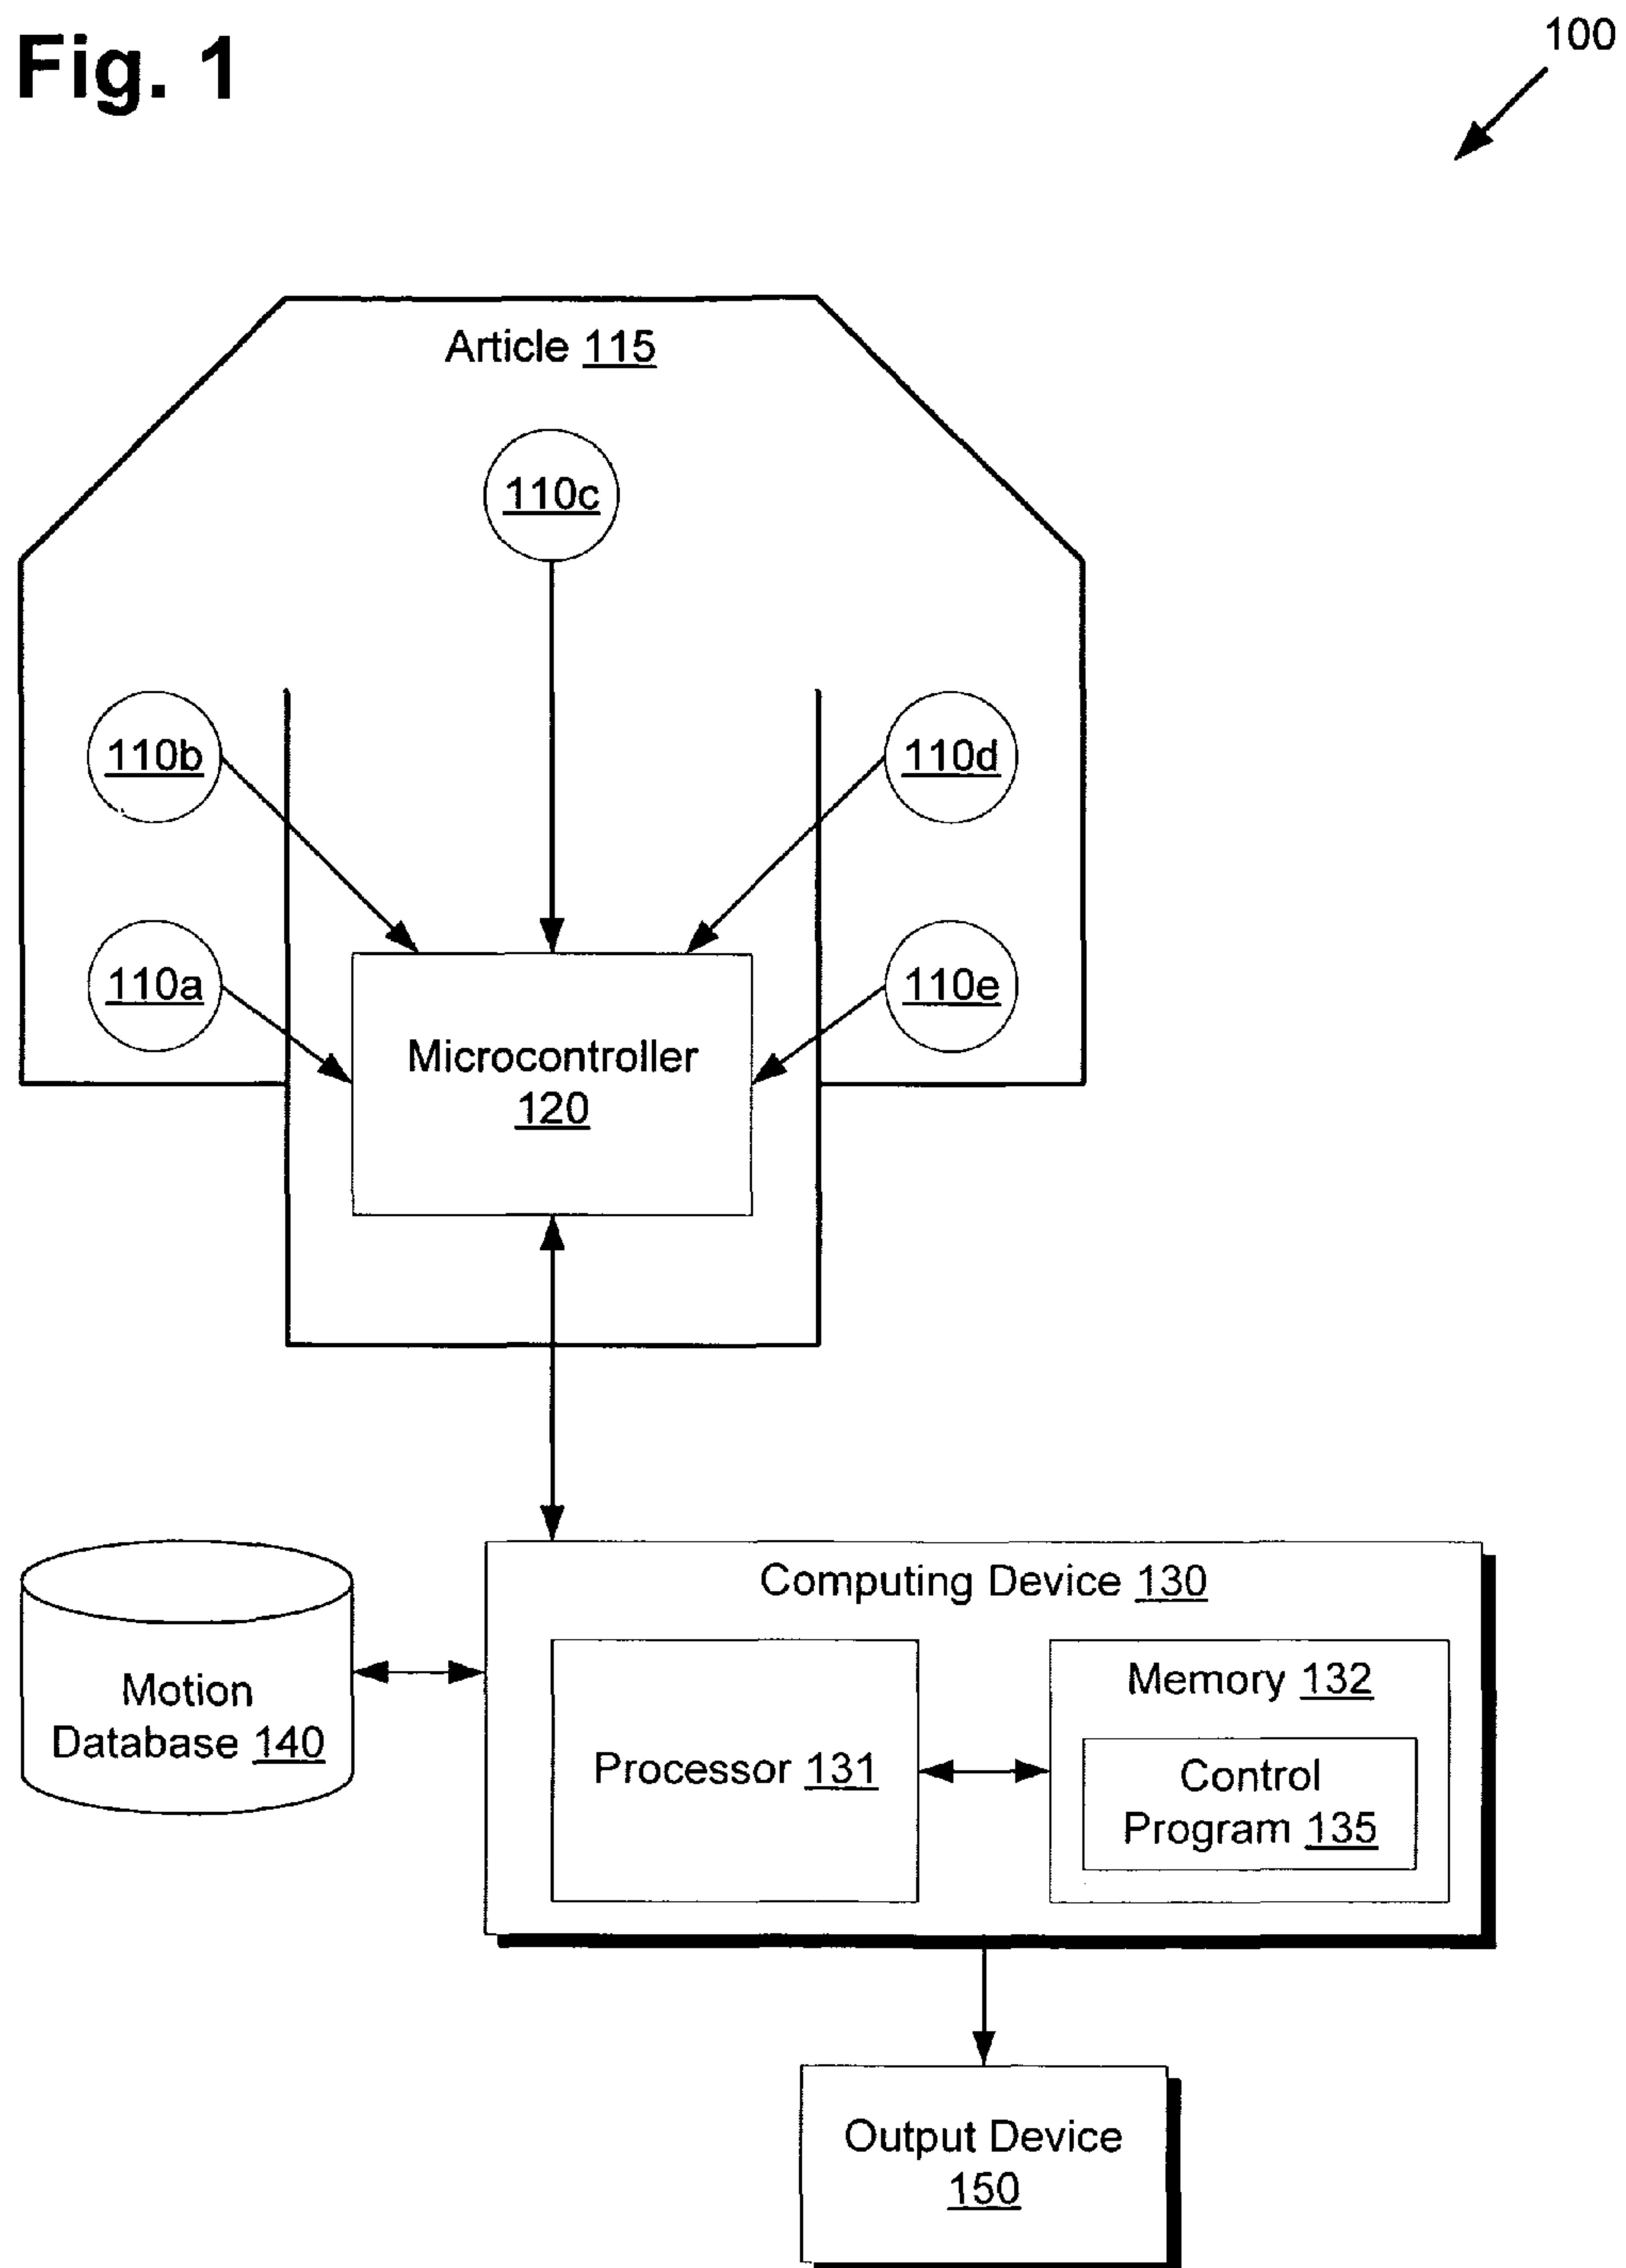 Fig. 1
100
Article 115
110c
110b
110d
110a
110e
Microcontroller
120
Computing Device 130
Motion
Database 140
Processor 131
Memory 132
Control
Program 135
Output Device
150